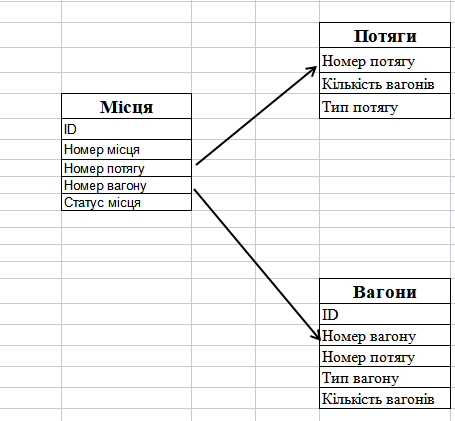 Потяги
Номер потягу
Кількість вагонів
Тип потягу
Місця
ID
Номер місця
Номер потягу
Номер вагону
Статус місця
Вагони
ID
Номер вагону
Номер потягу
Тип вагону
Кількість вагонів